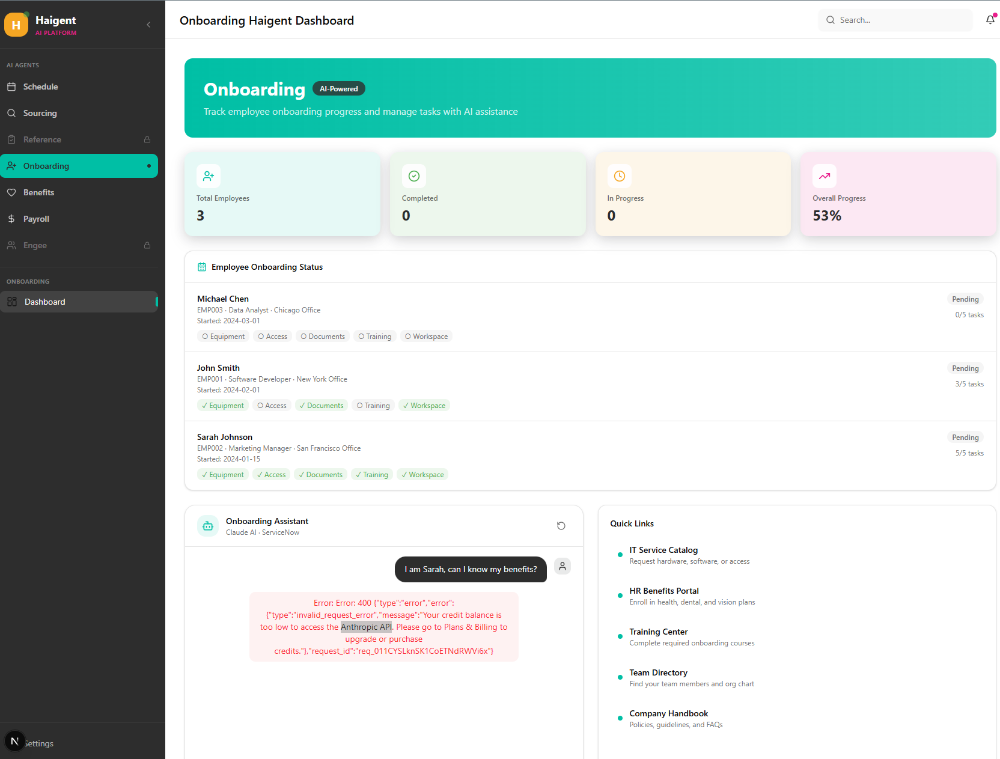 H
Haigent
AI PLATFORM
AI AGENTS
Schedule
Sourcing
Reference
Onboarding
Benefits
Payroll
Engee
ONBOARDING
Dashboard
N
Settings
Onboarding Haigent Dashboard
Search...
Onboarding AI-Powered
Track employee onboarding progress and manage tasks with AI assistance
Total Employees
3
Completed
0
In Progress
0
Overall Progress
53%
Employee Onboarding Status
Michael Chen
Pending
EMP003 · Data Analyst · Chicago Office
0/5 tasks
Started: 2024-03-01
○ Equipment ○ Access ○ Documents ○ Training ○ Workspace
John Smith
Pending
EMP001 · Software Developer · New York Office
3/5 tasks
Started: 2024-02-01
✓ Equipment ○ Access ✓ Documents ○ Training ✓ Workspace
Sarah Johnson
Pending
EMP002 · Marketing Manager · San Francisco Office
5/5 tasks
Started: 2024-01-15
✓ Equipment ✓ Access ✓ Documents ✓ Training ✓ Workspace
Onboarding Assistant
Claude AI · ServiceNow
I am Sarah, can I know my benefits?
Error: Error: 400 {"type":"error","error":
{"type":"invalid_request_error","message":"Your credit balance is
too low to access the Anthropic API. Please go to Plans & Billing to
upgrade or purchase
credits."},"request_id":"req_011CYSLknSK1CoETNdRWVi6x"}
Quick Links
IT Service Catalog
Request hardware, software, or access
HR Benefits Portal
Enroll in health, dental, and vision plans
Training Center
Complete required onboarding courses
Team Directory
Find your team members and org chart
Company Handbook
Policies, guidelines, and FAQs